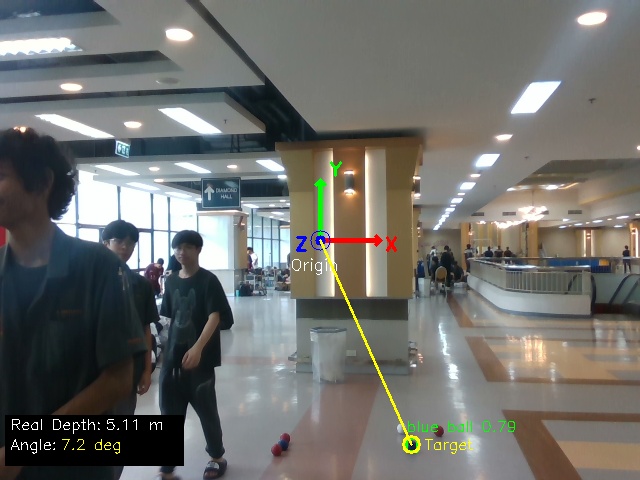 DIAMOND
HALL
Y
Z
X
Origin
blue ball 0.79
Target
Real Depth: 5.11 m
Angle: 7.2 deg